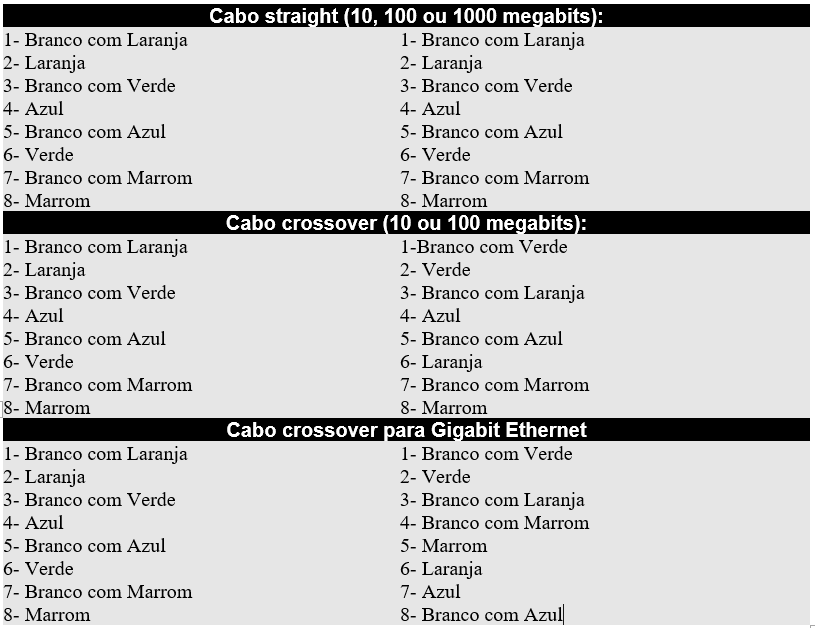 Cabo straight (10, 100 ou 1000 megabits):
1- Branco com Laranja 1- Branco com Laranja
2- Laranja 2- Laranja
3- Branco com Verde 3- Branco com Verde
4- Azul 4- Azul
5- Branco com Azul 5- Branco com Azul
6- Verde 6- Verde
7- Branco com Marrom 7- Branco com Marrom
8- Marrom 8- Marrom
Cabo crossover (10 ou 100 megabits):
1- Branco com Laranja 1-Branco com Verde
2- Laranja 2- Verde
3- Branco com Verde 3- Branco com Laranja
4- Azul 4- Azul
5- Branco com Azul 5- Branco com Azul
6- Verde 6- Laranja
7- Branco com Marrom 7- Branco com Marrom
8- Marrom 8- Marrom
Cabo crossover para Gigabit Ethernet
1- Branco com Laranja 1- Branco com Verde
2- Laranja 2- Verde
3- Branco com Verde 3- Branco com Laranja
4- Azul 4- Branco com Marrom
5- Branco com Azul 5- Marrom
6- Verde 6- Laranja
7- Branco com Marrom 7- Azul
8- Marrom 8- Branco com Azul